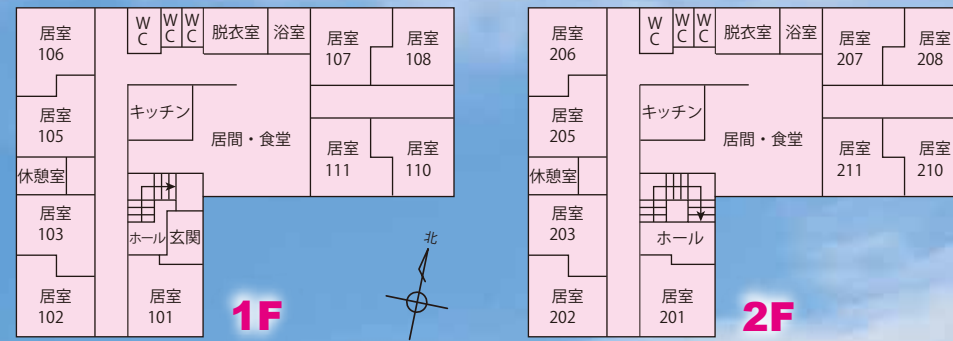 居室
106
WC
WC
WC
脱衣室
浴室
居室
107
居室
108
居室
105
キッチン
居間・食堂
居室
111
居室
110
休憩室
居室
103
ホール
玄関
居室
102
居室
101
1F
北
居室
206
WC
WC
WC
脱衣室
浴室
居室
207
居室
208
居室
205
キッチン
居間・食堂
居室
211
居室
210
休憩室
居室
203
ホール
居室
202
居室
201
2F